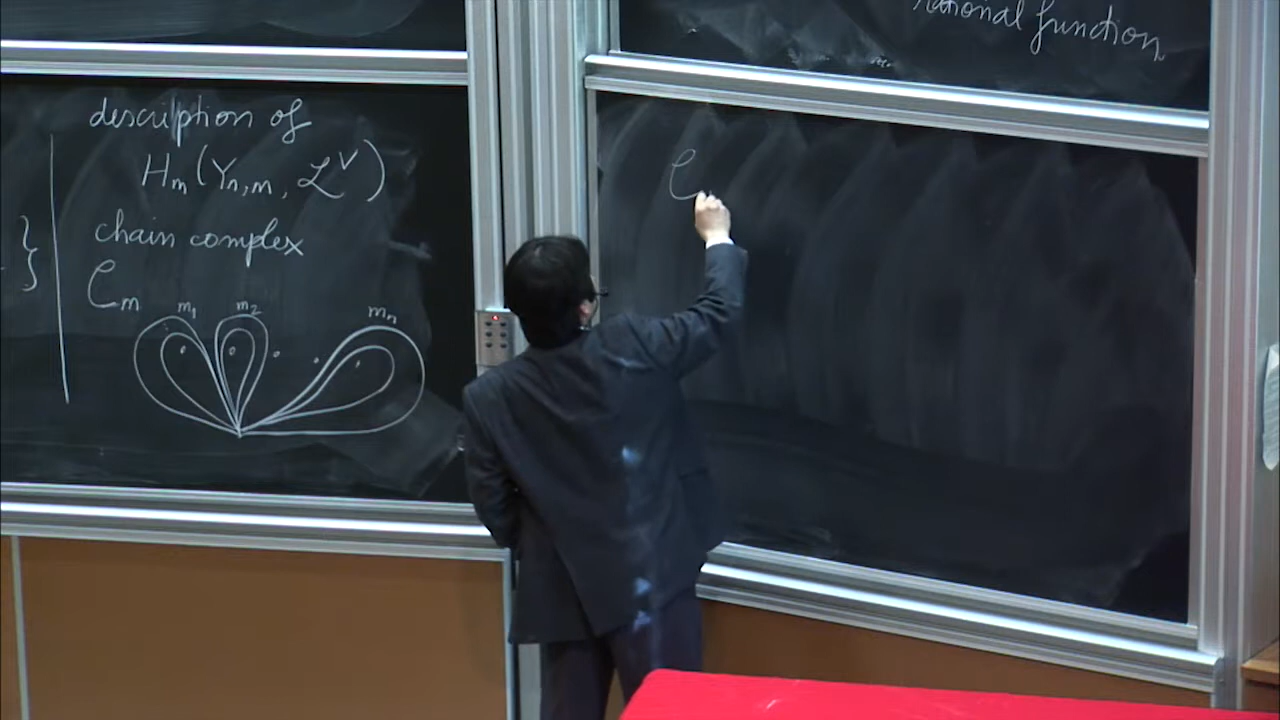 description of
H_m(Y_{n,m}, ℒ^∨)
}
chain complex
𝒞_m
m_1 m_2 m_n
rational function
𝒞